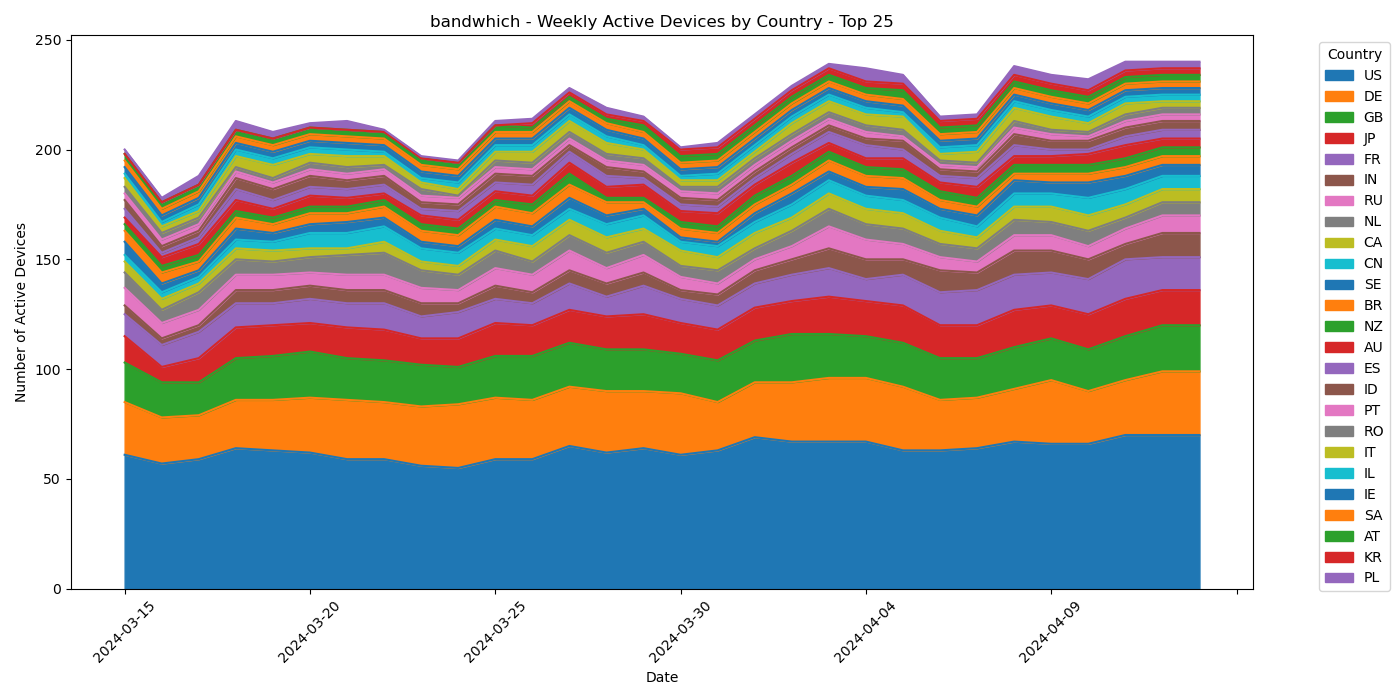 bandwhich - Weekly Active Devices by Country - Top 25
Number of Active Devices
250
200
150
100
50
0
2024-03-15
2024-03-20
2024-03-25
2024-03-30
2024-04-04
2024-04-09
Date
Country
US
DE
GB
JP
FR
IN
RU
NL
CA
CN
SE
BR
NZ
AU
ES
ID
PT
RO
IT
IL
IE
SA
AT
KR
PL